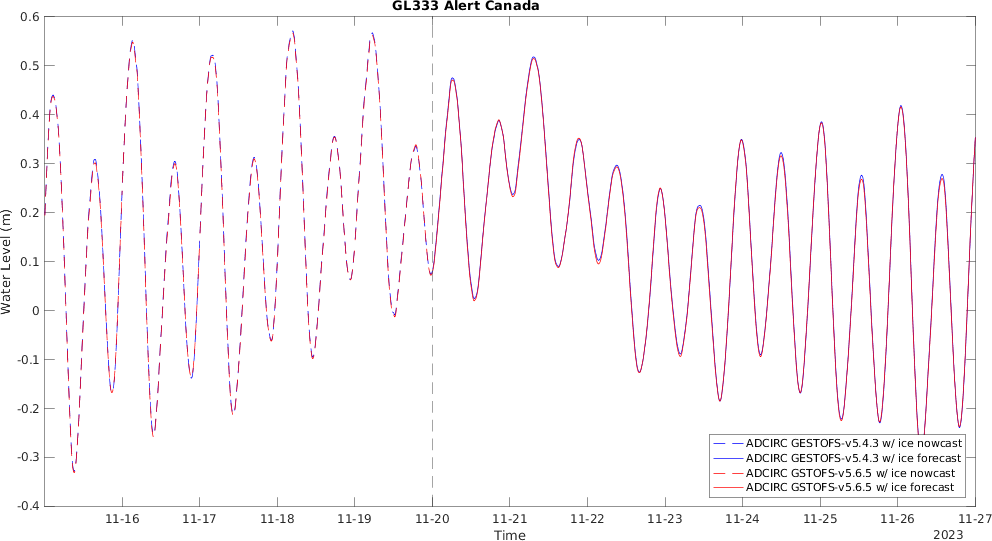 GL333 Alert Canada
0.6
0.5
0.4
0.3
0.2
0.1
0
-0.1
-0.2
-0.3
-0.4
Water Level (m)
ADCIRC GESTOFS-v5.4.3 w/ ice nowcast
ADCIRC GESTOFS-v5.4.3 w/ ice forecast
ADCIRC GSTOFS-v5.6.5 w/ ice nowcast
ADCIRC GSTOFS-v5.6.5 w/ ice forecast
11-16 11-17 11-18 11-19 11-20 11-21 11-22 11-23 11-24 11-25 11-26 11-27
Time
2023